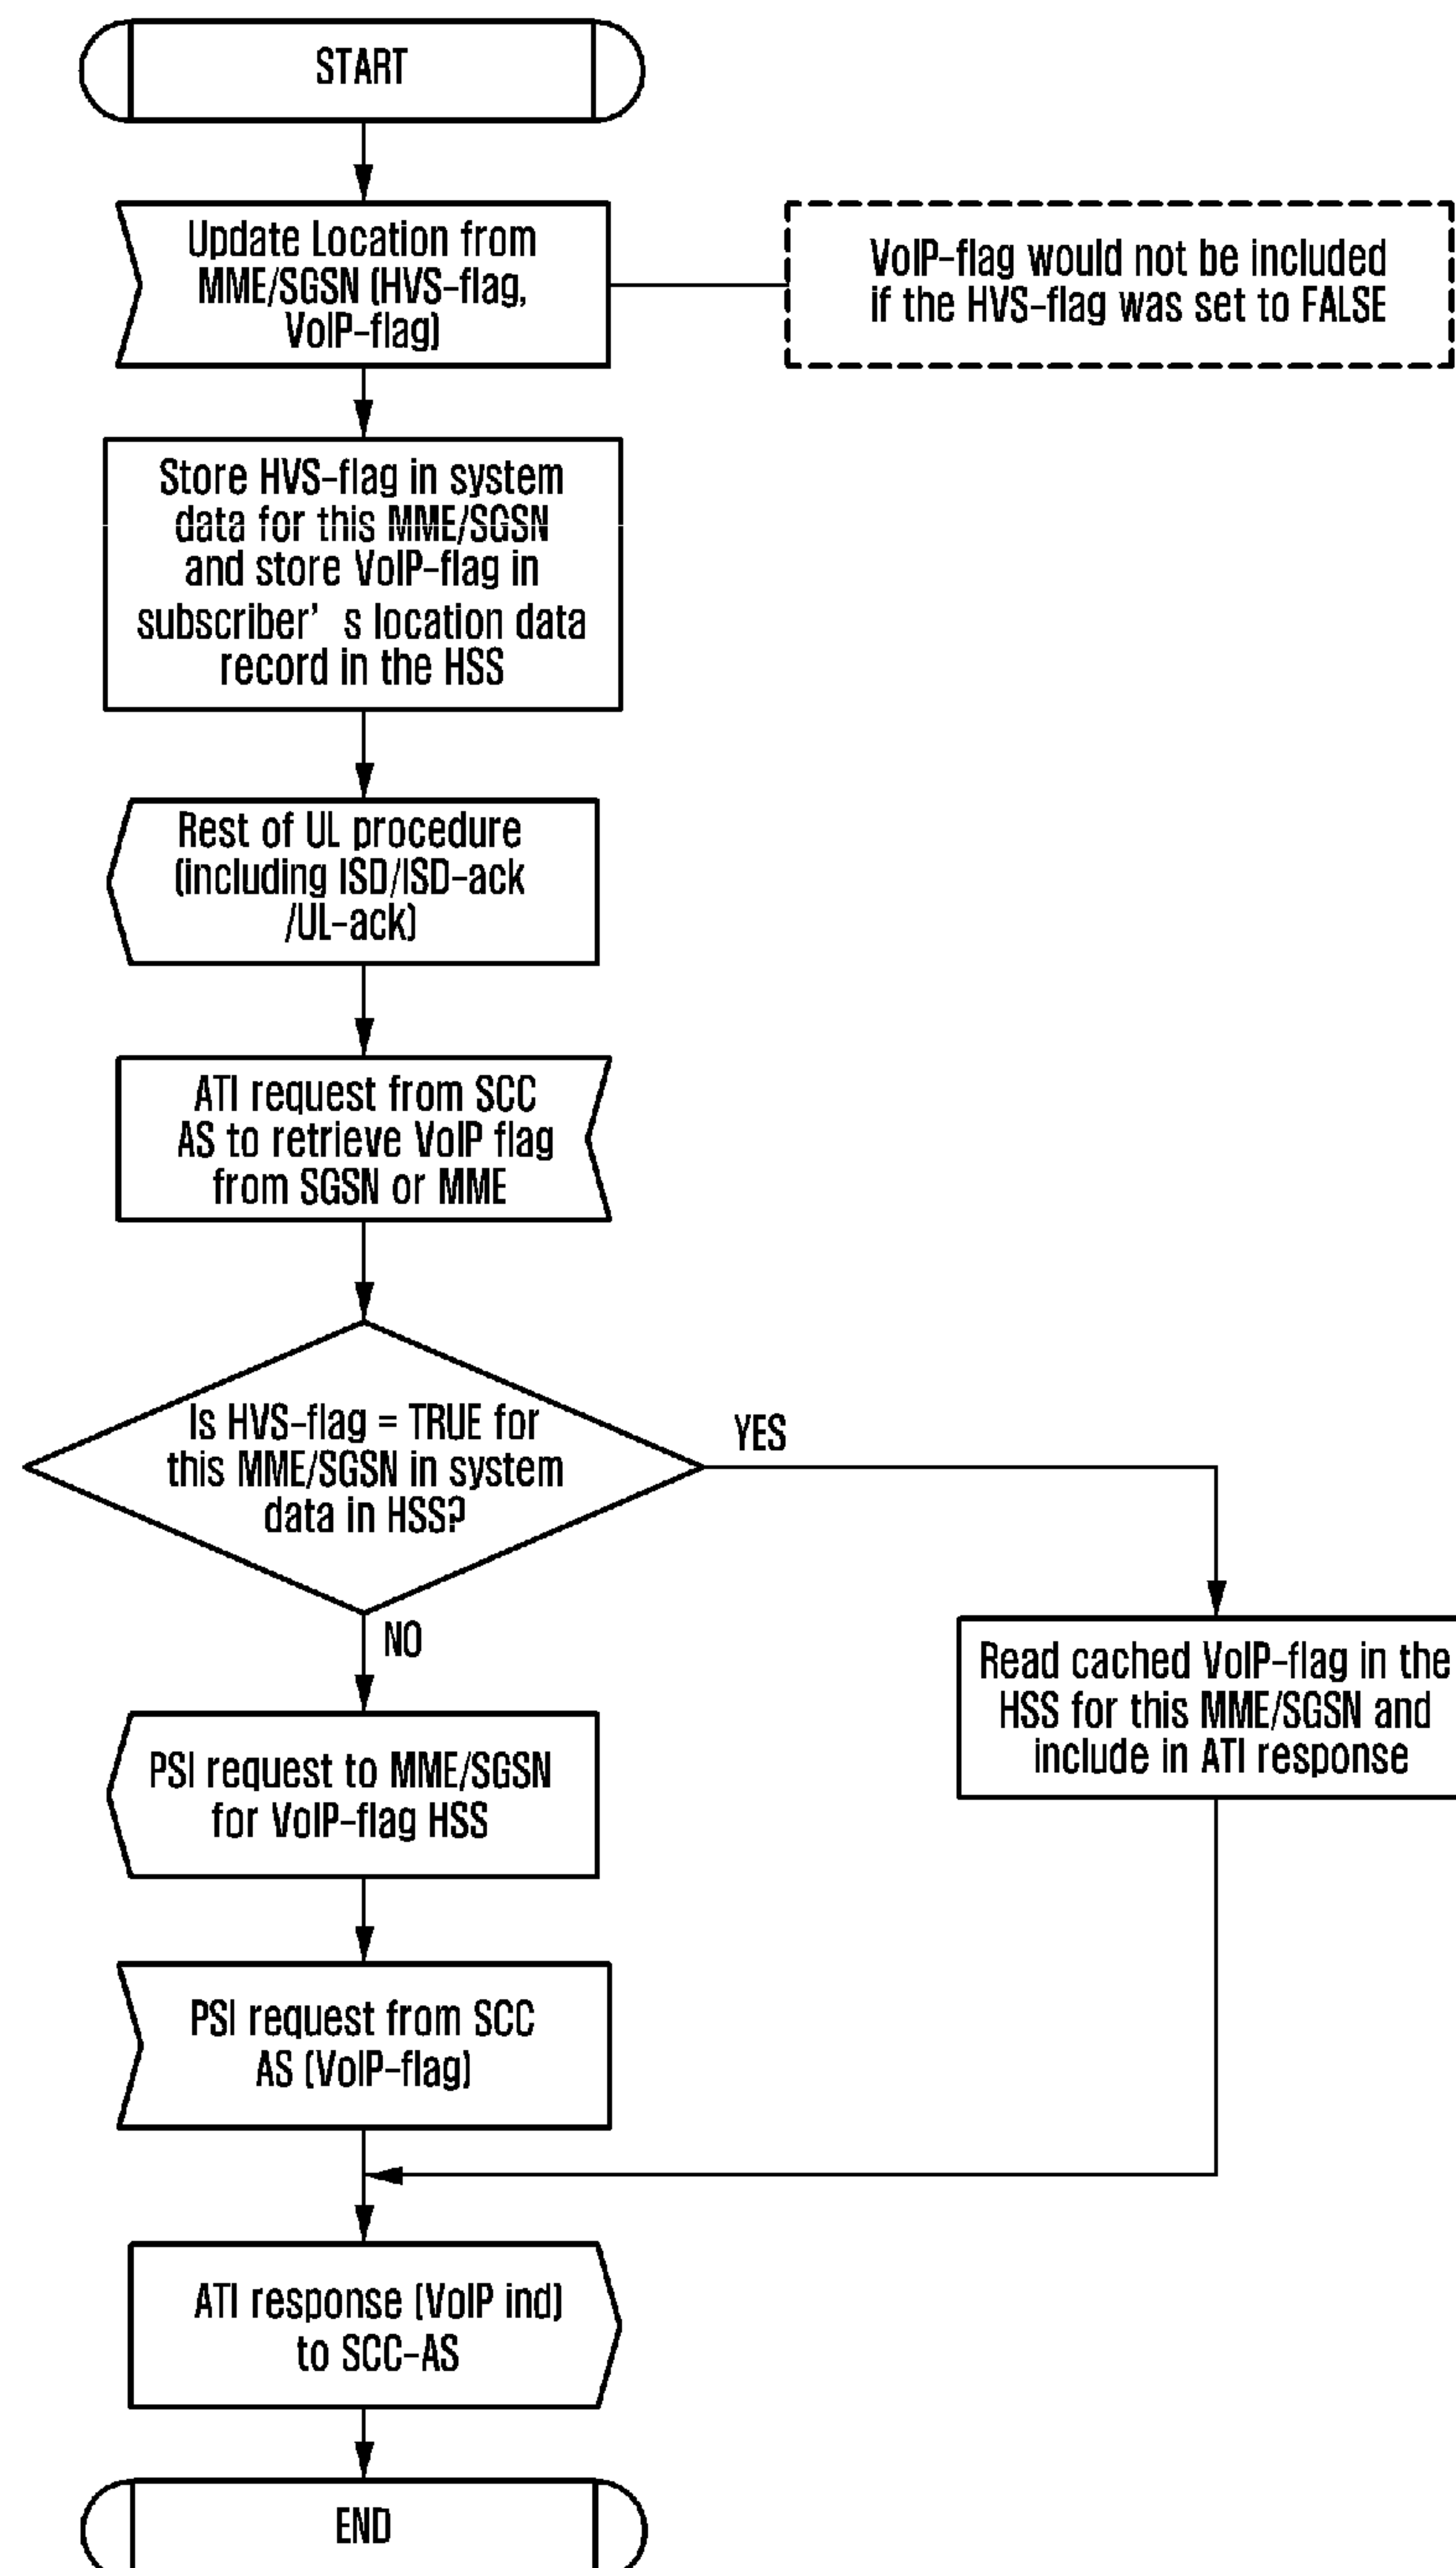 START
Update Location from
MME/SGSN (HVS-flag,
VoIP-flag)
VoIP-flag would not be included
if the HVS-flag was set to FALSE
Store HVS-flag in system
data for this MME/SGSN
and store VoIP-flag in
subscriber’ s location data
record in the HSS
Rest of UL procedure
(including ISD/ISD-ack
/UL-ack)
ATI request from SCC
AS to retrieve VoIP flag
from SGSN or MME
Is HVS-flag = TRUE for
this MME/SGSN in system
data in HSS?
YES
NO
Read cached VoIP-flag in the
HSS for this MME/SGSN and
include in ATI response
PSI request to MME/SGSN
for VoIP-flag HSS
PSI request from SCC
AS (VoIP-flag)
ATI response (VoIP ind)
to SCC-AS
END